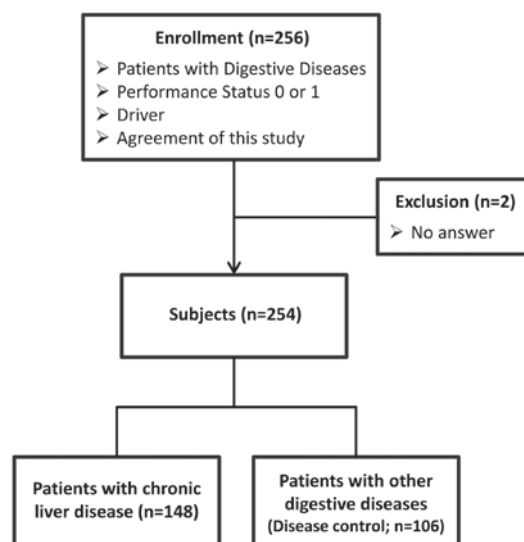 Enrollment (n=256)
➢ Patients with Digestive Diseases
➢ Performance Status 0 or 1
➢ Driver
➢ Agreement of this study
Exclusion (n=2)
➢ No answer
Subjects (n=254)
Patients with chronic
liver disease (n=148)
Patients with other
digestive diseases
(Disease control; n=106)